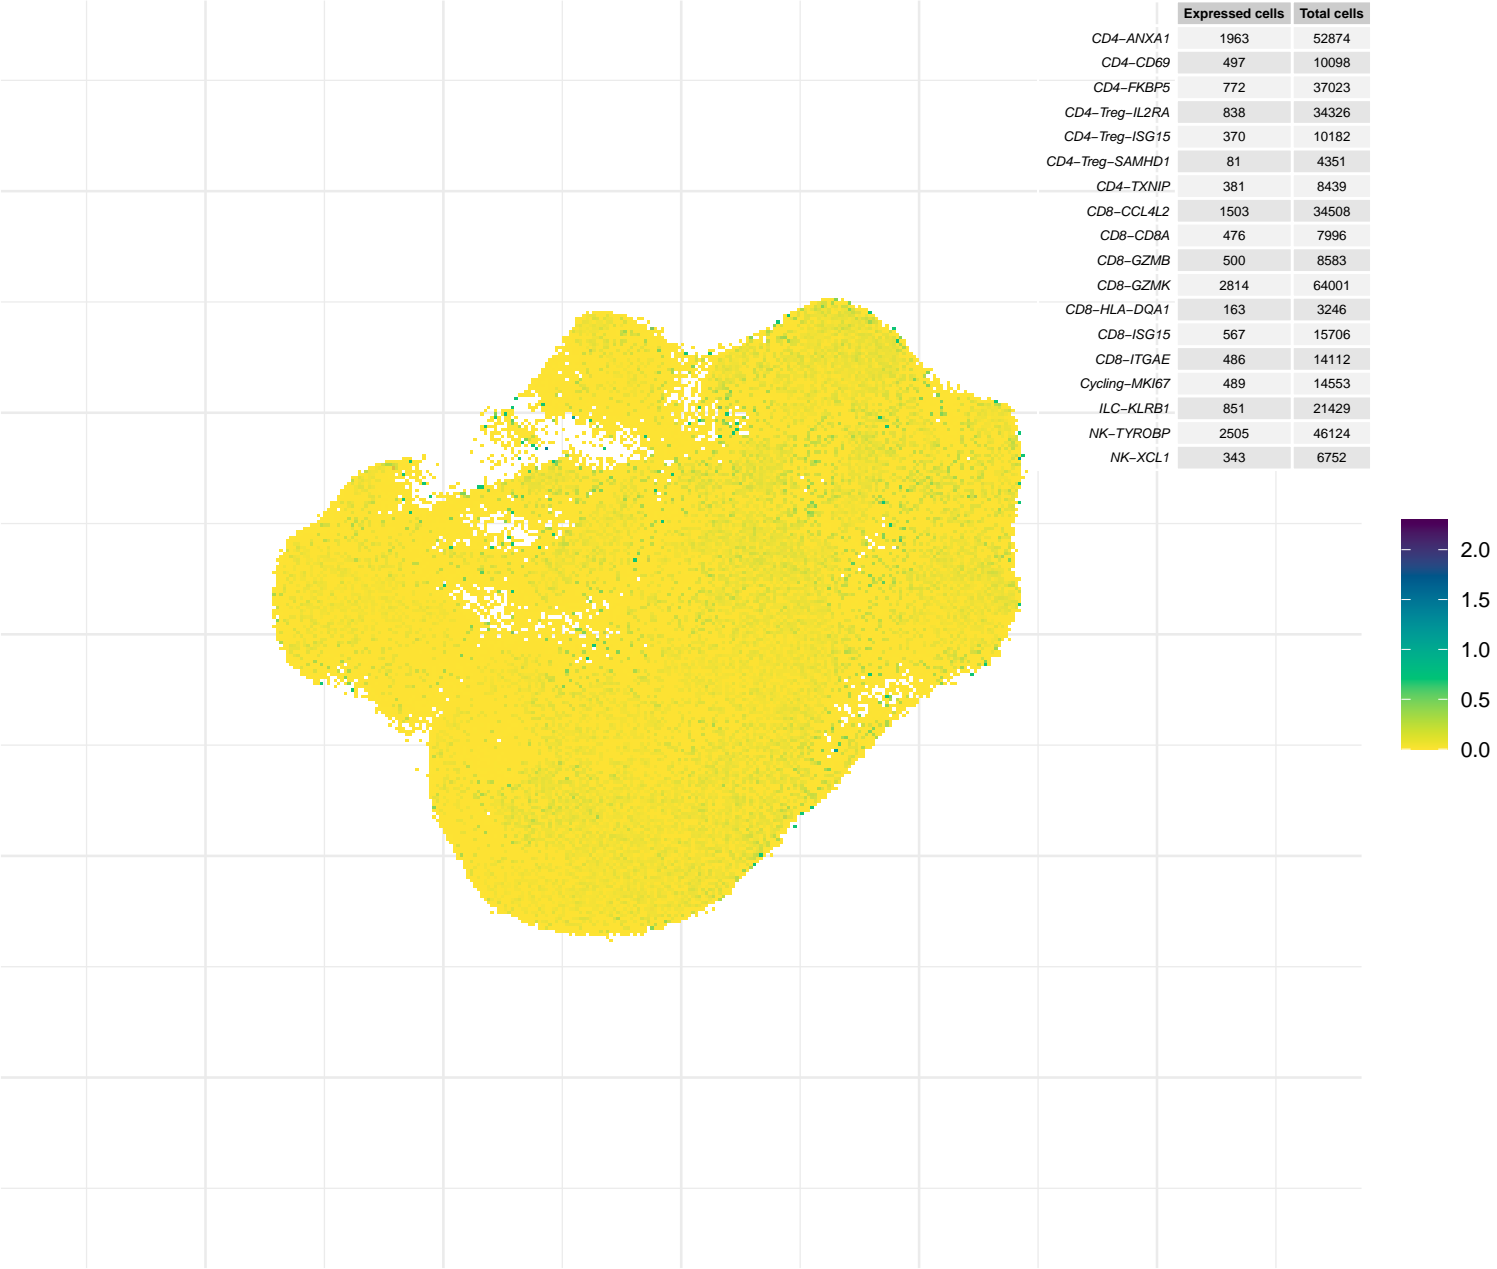 Expressed cells Total cells
CD4−ANXA1 1963 52874
CD4−CD69 497 10098
CD4−FKBP5 772 37023
CD4−Treg−IL2RA 838 34326
CD4−Treg−ISG15 370 10182
CD4−Treg−SAMHD1 81 4351
CD4−TXNIP 381 8439
CD8−CCL4L2 1503 34508
CD8−CD8A 476 7996
CD8−GZMB 500 8583
CD8−GZMK 2814 64001
CD8−HLA−DQA1 163 3246
CD8−ISG15 567 15706
CD8−ITGAE 486 14112
Cycling−MKI67 489 14553
ILC−KLRB1 851 21429
NK−TYROBP 2505 46124
NK−XCL1 343 6752
2.0
1.5
1.0
0.5
0.0